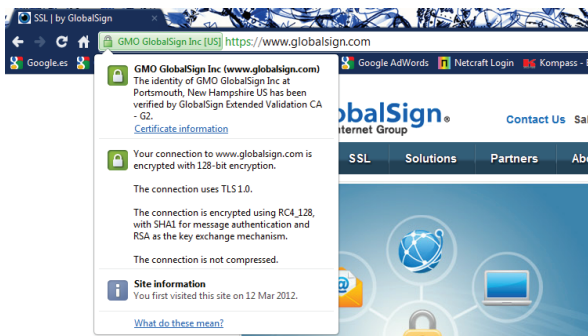 SSL | by GlobalSign
GMO GlobalSign Inc [US] https://www.globalsign.com
Google.es
Google AdWords Netcraft Login Kompass - E
GMO GlobalSign Inc (www.globalsign.com)
The identity of GMO GlobalSign Inc at
Portsmouth, New Hampshire US has been
verified by GlobalSign Extended Validation CA
- G2.
Certificate information
Your connection to www.globalsign.com is
encrypted with 128-bit encryption.
The connection uses TLS 1.0.
The connection is encrypted using RC4_128,
with SHA1 for message authentication and
RSA as the key exchange mechanism.
The connection is not compressed.
Site information
You first visited this site on 12 Mar 2012.
What do these mean?
obalSign®
nternet Group
Contact Us Sal
SSL Solutions Partners Abo